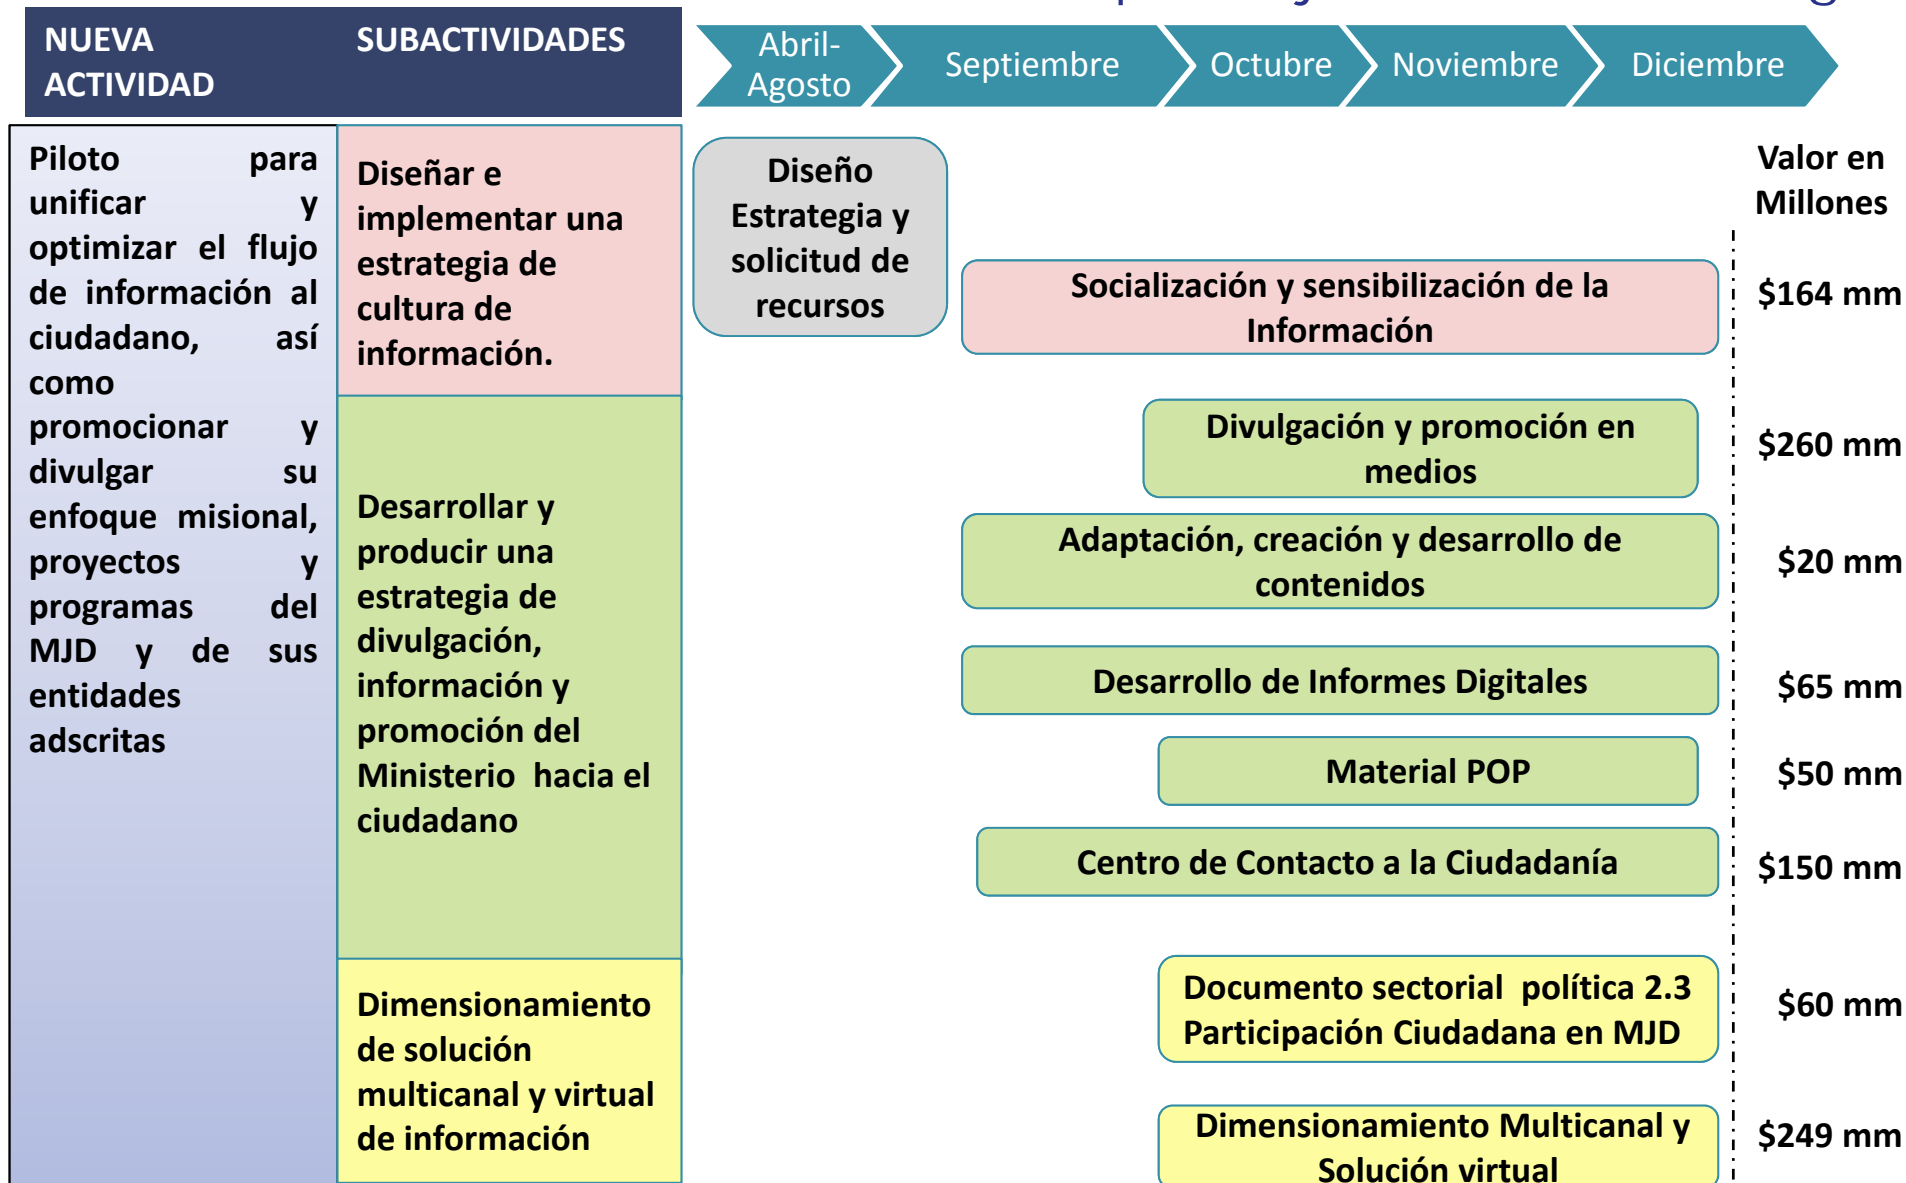 NUEVA
ACTIVIDAD
SUBACTIVIDADES
Abril-
Agosto
Septiembre
Octubre
Noviembre
Diciembre
Piloto para
unificar y
optimizar el flujo
de información al
ciudadano, así
como
promocionar y
divulgar su
enfoque misional,
proyectos y
programas del
MJD y de sus
entidades
adscritas
Diseñar e
implementar una
estrategia de
cultura de
información.
Desarrollar y
producir una
estrategia de
divulgación,
información y
promoción del
Ministerio hacia el
ciudadano
Dimensionamiento
de solución
multicanal y virtual
de información
Diseño
Estrategia y
solicitud de
recursos
Valor en
Millones
Socialización y sensibilización de la
Información
$164 mm
Divulgación y promoción en
medios
$260 mm
Adaptación, creación y desarrollo de
contenidos
$20 mm
Desarrollo de Informes Digitales
$65 mm
Material POP
$50 mm
Centro de Contacto a la Ciudadanía
$150 mm
Documento sectorial política 2.3
Participación Ciudadana en MJD
$60 mm
Dimensionamiento Multicanal y
Solución virtual
$249 mm